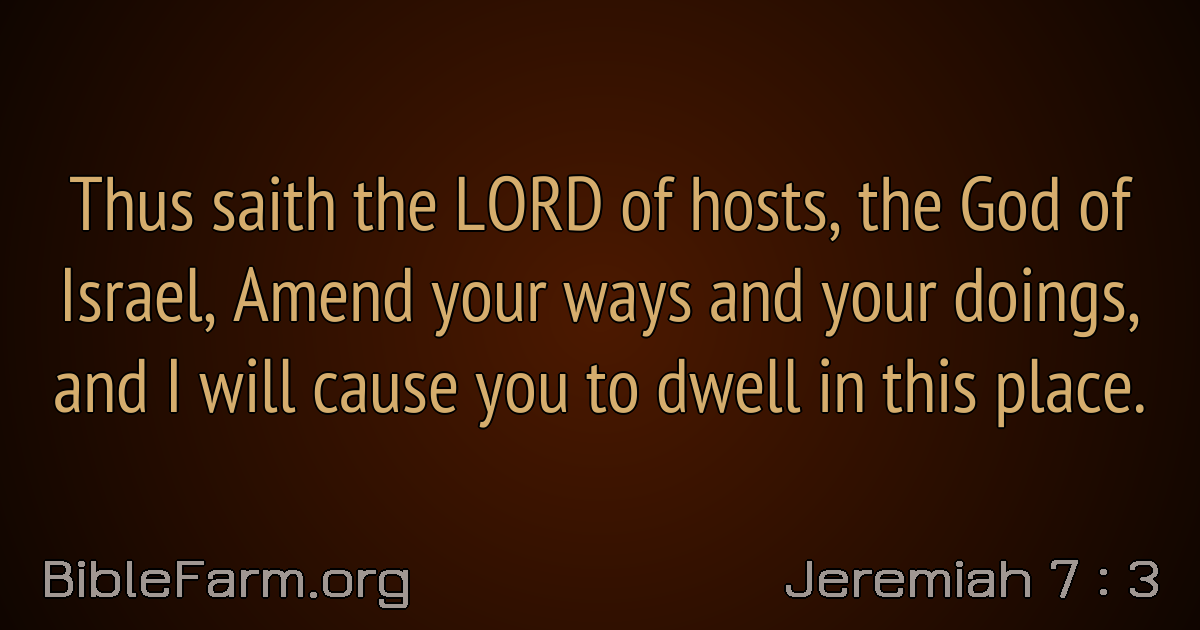 Thus saith the LORD of hosts, the God of
Israel, Amend your ways and your doings,
and I will cause you to dwell in this place.
BibleFarm.org
Jeremiah 7 : 3